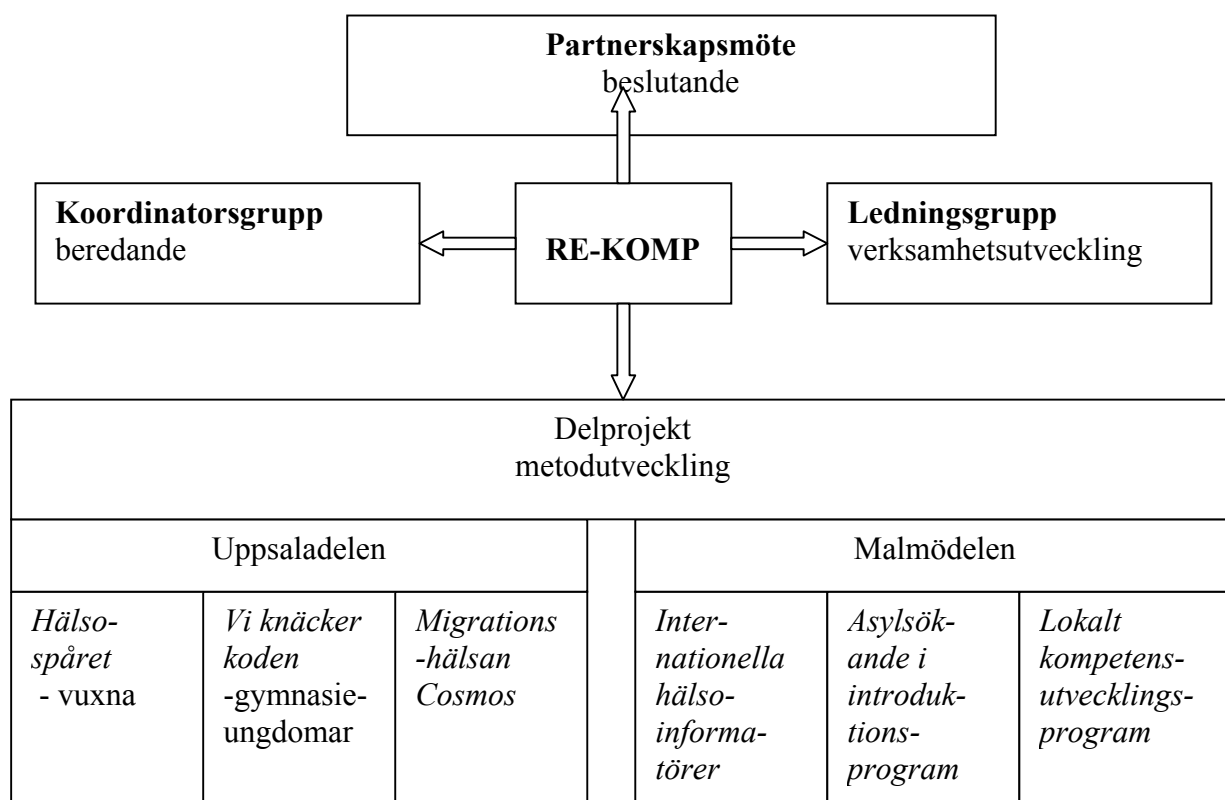 Partnerskapsmöte
beslutande
Koordinatorsgrupp
beredande
RE-KOMP
Ledningsgrupp
verksamhetsutveckling
Delprojekt
metodutveckling
Uppsaladelen
Malmödelen
Hälso-
spåret
- vuxna
Vi knäcker
koden
-gymnasie-
ungdomar
Migrations
-hälsan
Cosmos
Inter-
nationella
hälso-
informa-
törer
Asylsök-
ande i
introduk-
tions-
program
Lokalt
kompetens-
utvecklings-
program